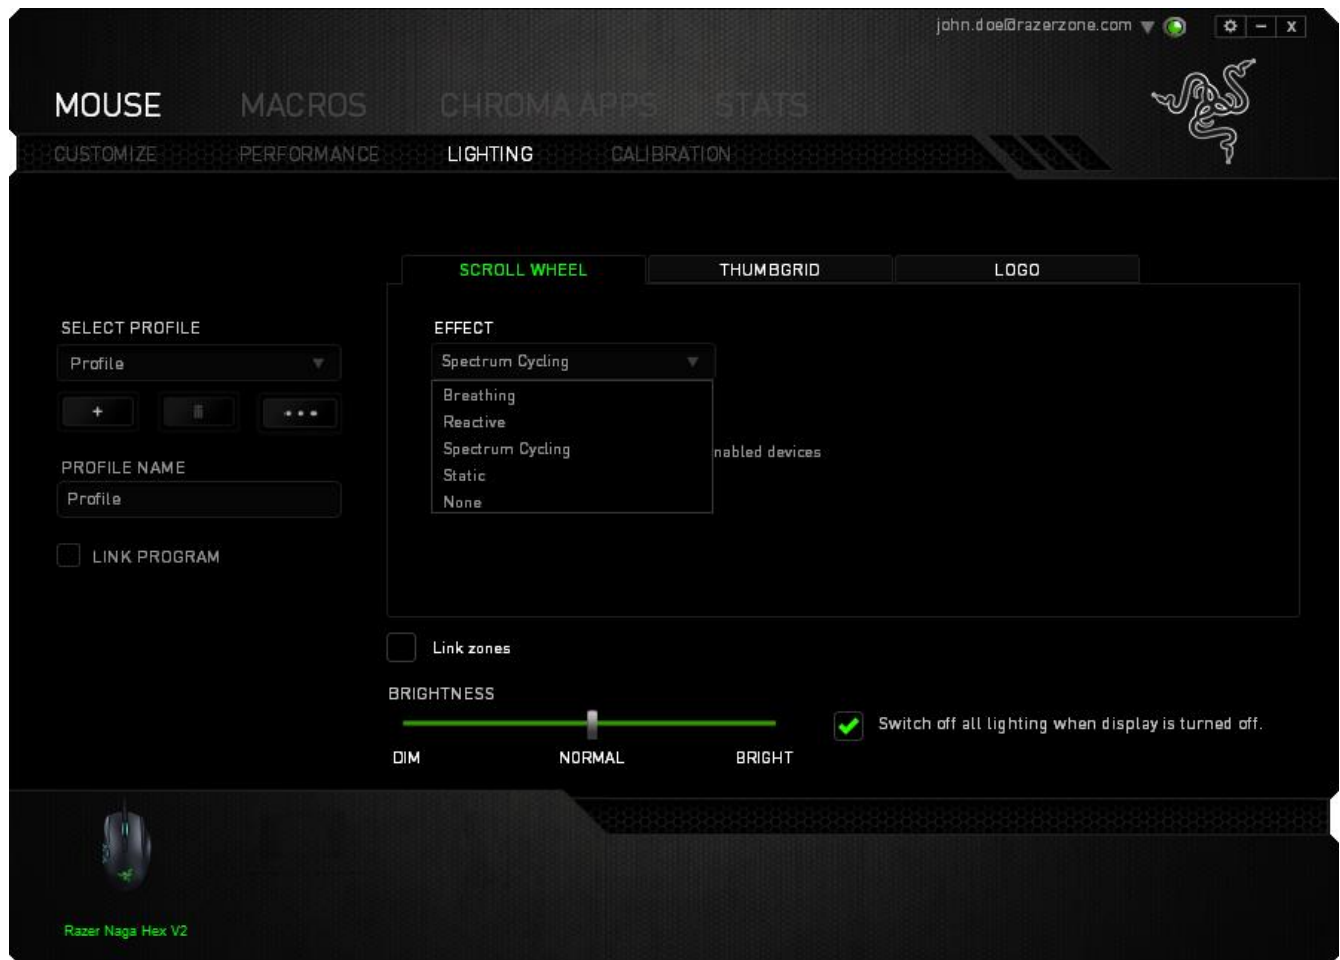 john.doe@razerzone.com
MOUSE MACROS CHROMA APPS STATS
CUSTOMIZE PERFORMANCE LIGHTING CALIBRATION
SCROLL WHEEL THUMBGRID LOGO
SELECT PROFILE
Profile
PROFILE NAME
Profile
LINK PROGRAM
EFFECT
Spectrum Cycling
Breathing
Reactive
Spectrum Cycling
Static
None
nabled devices
Link zones
BRIGHTNESS
DIM NORMAL BRIGHT
Switch off all lighting when display is turned off.
Razer Naga Hex V2